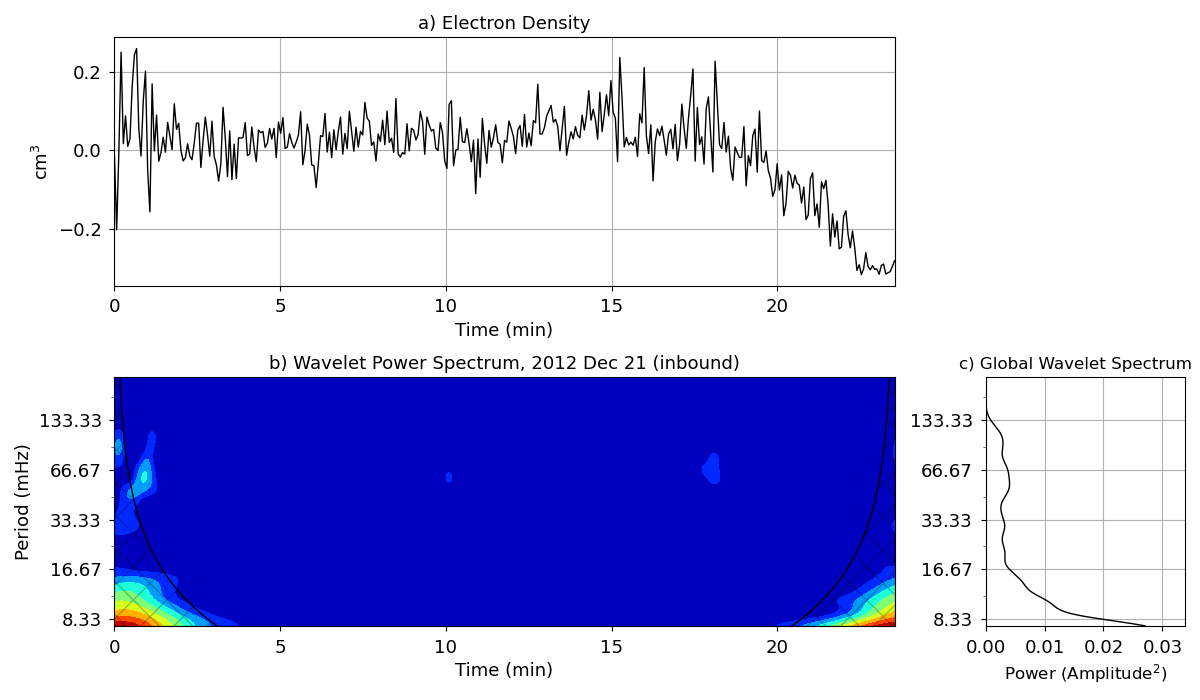 a) Electron Density
cm³
0.2
0.0
−0.2
0 5 10 15 20
Time (min)
b) Wavelet Power Spectrum, 2012 Dec 21 (inbound)
Period (mHz)
133.33
66.67
33.33
16.67
8.33
0 5 10 15 20
Time (min)
c) Global Wavelet Spectrum
133.33
66.67
33.33
16.67
8.33
0.00 0.01 0.02 0.03
Power (Amplitude²)